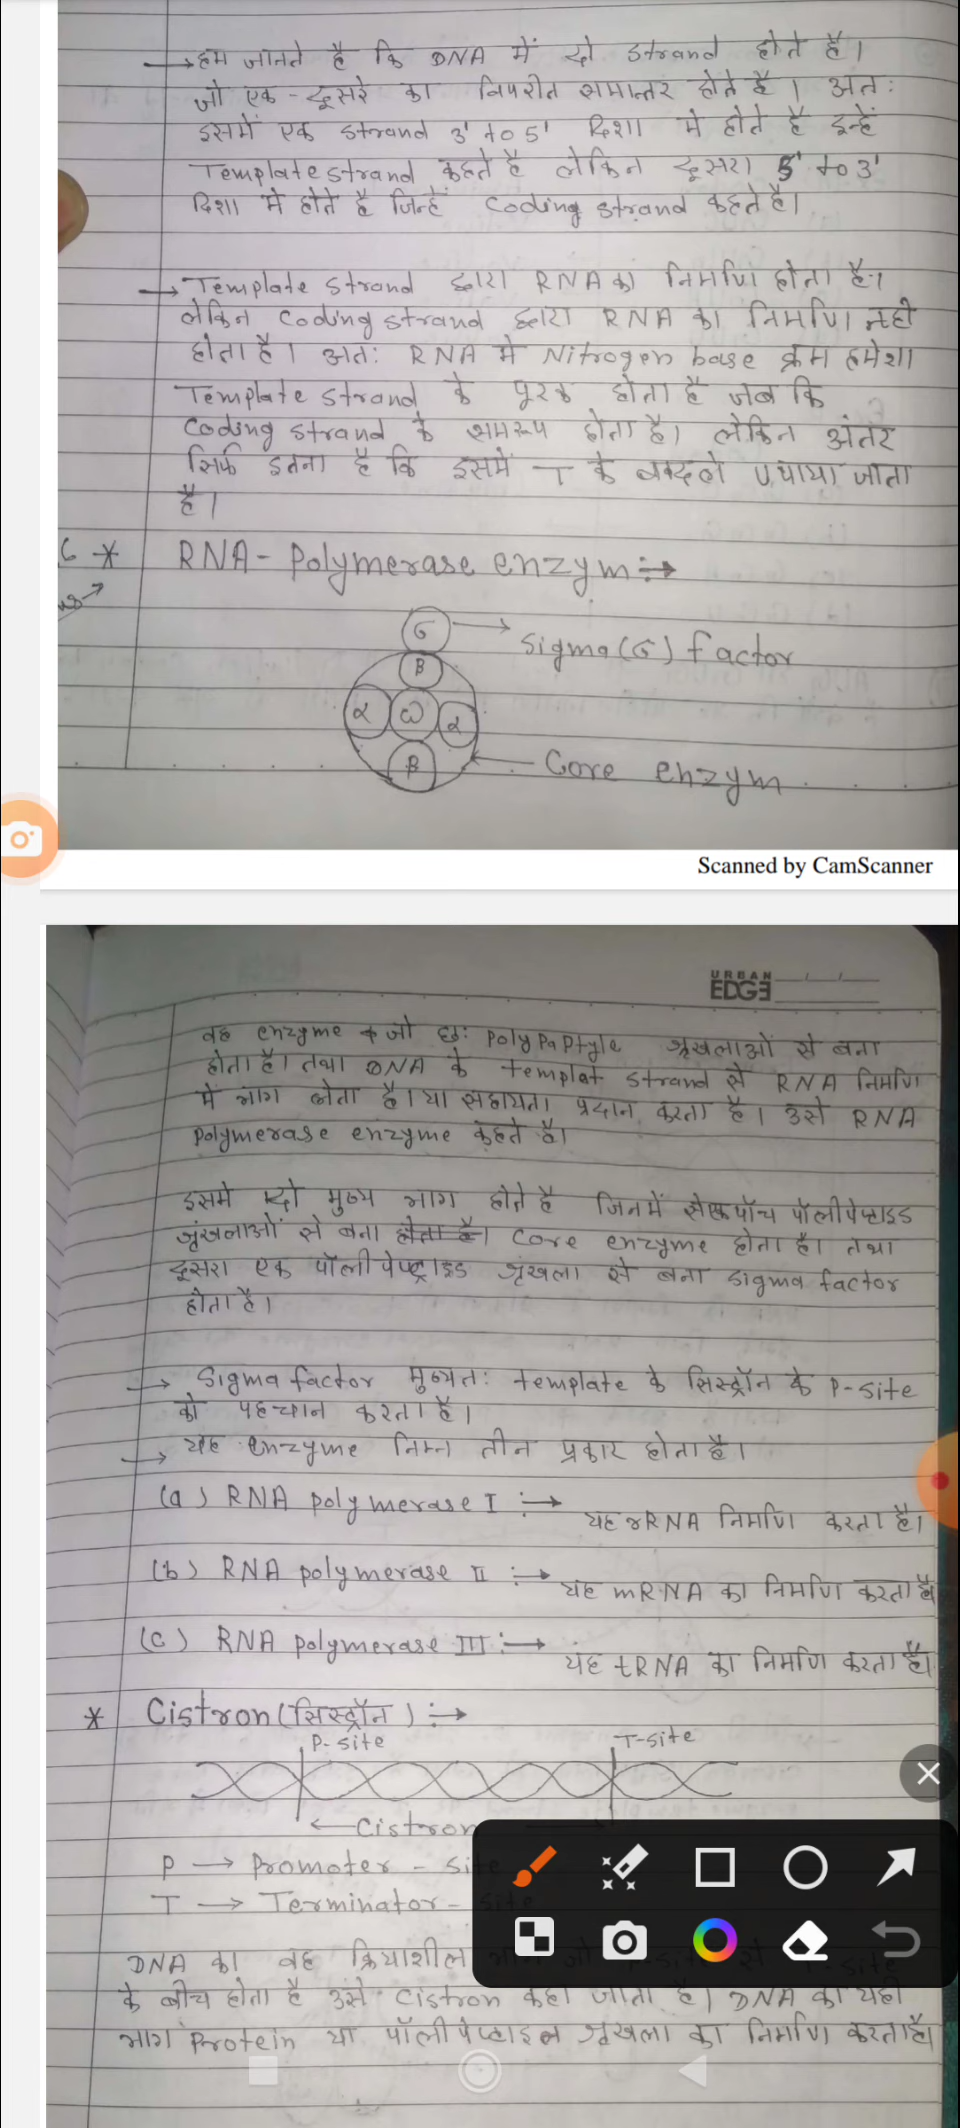 → हम जानते है कि DNA में दो strand होते है।
जो एक-दूसरे का विपरीत समान्तर होते है। अत:
इसमें एक strand 3' to 5' दिशा मे होते है इन्हें
Template strand कहते है लेकिन दूसरा 5' to 3'
दिशा मे होते है जिन्हें coding strand कहते है।
→ Template strand द्वारा RNA का निर्माण होता है।
लेकिन coding strand द्वारा RNA का निर्माण नही
होता है। अत: RNA मे Nitrogen base क्रम हमेशा
Template strand के पूरक होता है जब कि
coding strand के समरूप होता है। लेकिन अंतर
सिर्फ इतना है कि इसमें T के बदले U पाया जाता
है।
6 * RNA-Polymerase enzym :→
σ → Sigma(σ) factor
β
α ω α
β ← Core enzym
Scanned by CamScanner
URBAN
EDGE
वह enzyme जो छ: polypaptyle श्रृखलाओं से बना
होता है। तथा DNA के templat strand से RNA निर्माण
में भाग लेता है। या सहायता प्रदान करता है। उसे RNA
polymerase enzyme कहते है।
इसमे दो मुख्य भाग होते है जिनमें से एक पाँच पॉलीपेप्टाइड
श्रृंखलाओं से बना होता है। core enzyme होता है। तथा
दूसरा एक पॉलीपेप्ट्राइड श्रृखला से बना sigma factor
होता है।
→ Sigma factor मुख्यत: template के सिस्ट्रॉन के P-site
को पहचान करता है।
→ यह enzyme निम्न तीन प्रकार होता है।
(a) RNA polymerase I :→ यह rRNA निर्माण करता है।
(b) RNA polymerase II :→ यह mRNA का निर्माण करता है
(c) RNA polymerase III :→ यह tRNA का निर्माण करता है।
* Cistron (सिस्ट्रॉन) :→
P-site T-site
← Cistron
P → Promoter - site
T → Terminator - site
DNA का वह क्रियाशील भाग जो P-site से site
के बीच होता है उसे cistron कहा जाता है। DNA का यही
भाग Protein या पॉलीपेप्टाइड श्रृखला का निर्माण करता है।